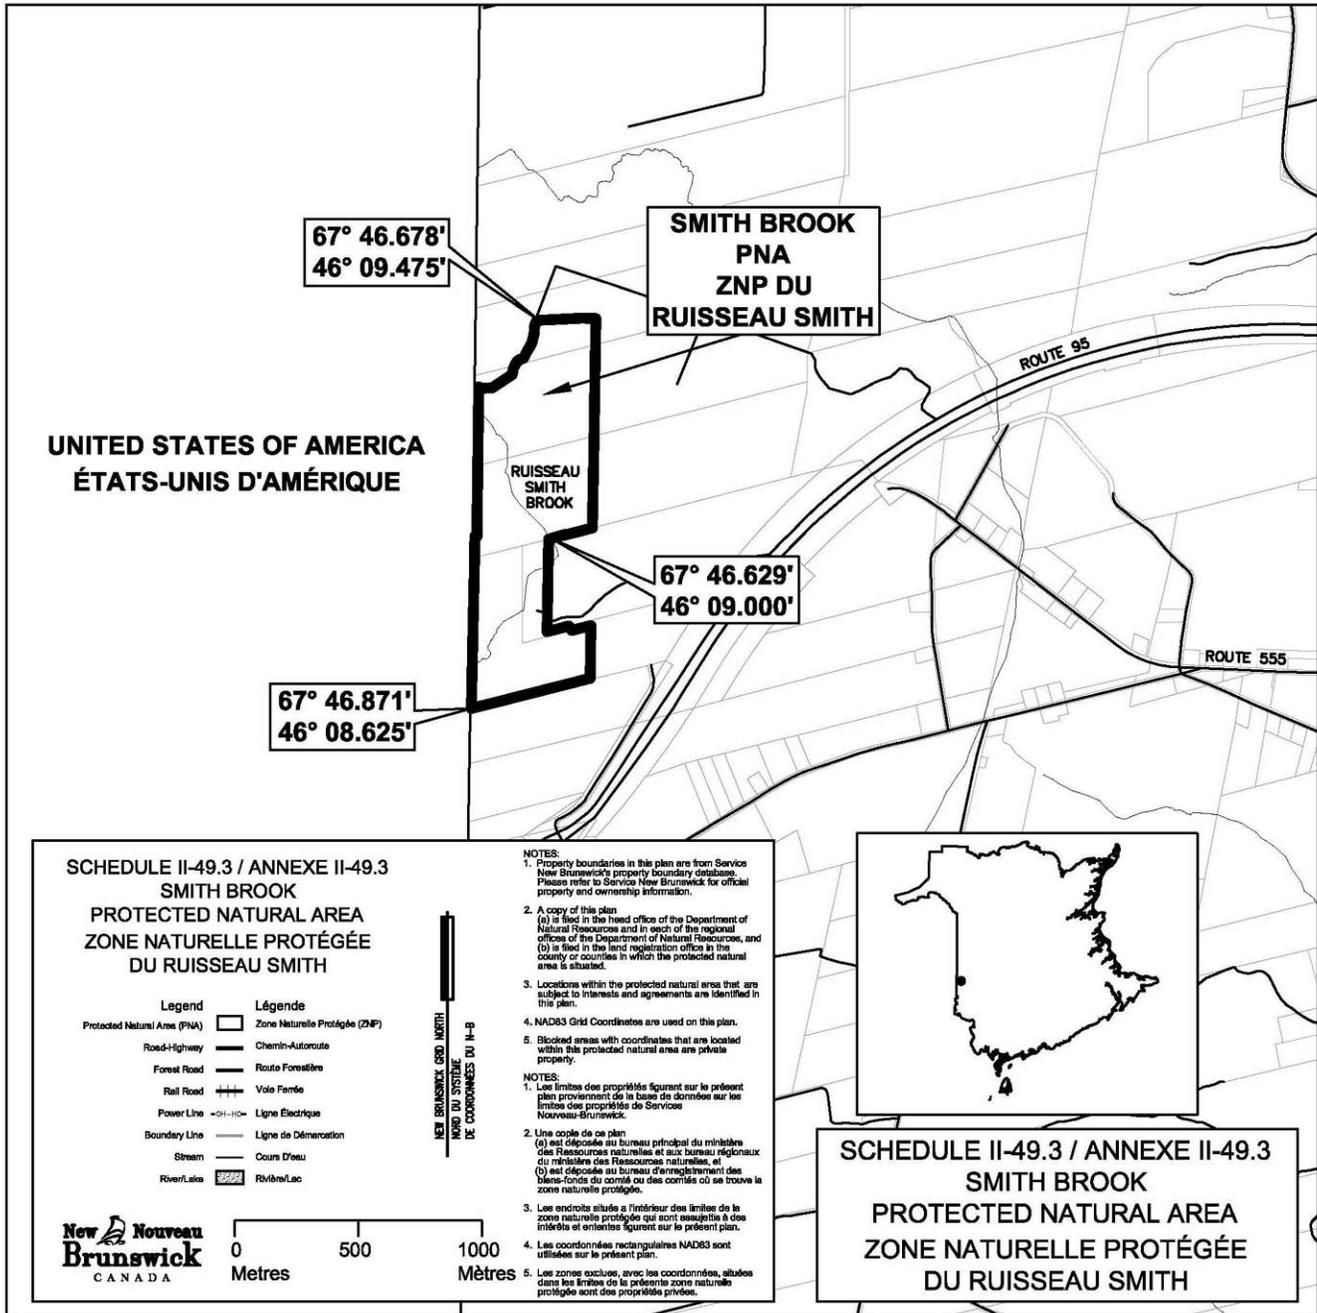 67° 46.678'
46° 09.475'
SMITH BROOK
PNA
ZNP DU
RUISSEAU SMITH
ROUTE 95
UNITED STATES OF AMERICA
ÉTATS-UNIS D'AMÉRIQUE
RUISSEAU
SMITH
BROOK
67° 46.629'
46° 09.000'
ROUTE 555
67° 46.871'
46° 08.625'
SCHEDULE II-49.3 / ANNEXE II-49.3
SMITH BROOK
PROTECTED NATURAL AREA
ZONE NATURELLE PROTÉGÉE
DU RUISSEAU SMITH
Legend Légende
Protected Natural Area (PNA) Zone Naturelle Protégée (ZNP)
Road-Highway Chemin-Autoroute
Forest Road Route Forestière
Rail Road Voie Ferrée
Power Line -OH-HO- Ligne Électrique
Boundary Line Ligne de Démarcation
Stream Cours D'eau
River/Lake Rivière/Lac
NEW BRUNSWICK GRID NORTH
NORD DU SYSTÈME
DE COORDONNÉES DU N-B
New Nouveau
Brunswick
CANADA
0 500 1000
Metres Mètres
NOTES:
1. Property boundaries in this plan are from Service
New Brunswick's property boundary database.
Please refer to Service New Brunswick for official
property and ownership information.
2. A copy of this plan
(a) is filed in the head office of the Department of
Natural Resources and in each of the regional
offices of the Department of Natural Resources, and
(b) is filed in the land registration office in the
county or counties in which the protected natural
area is situated.
3. Locations within the protected natural area that are
subject to interests and agreements are identified in
this plan.
4. NAD83 Grid Coordinates are used on this plan.
5. Blocked areas with coordinates that are located
within this protected natural area are private
property.
NOTES:
1. Les limites des propriétés figurant sur le présent
plan proviennent de la base de données sur les
limites des propriétés de Services
Nouveau-Brunswick.
2. Une copie de ce plan
(a) est déposée au bureau principal du ministère
des Ressources naturelles et aux bureau régionaux
du ministère des Ressources naturelles, et
(b) est déposée au bureau d'enregistrement des
biens-fonds du comté ou des comtés où se trouve la
zone naturelle protégée.
3. Les endroits situés a l'intérieur des limites de la
zone naturelle protégée qui sont assujettis à des
intérêts et ententes figurent sur le présent plan.
4. Les coordonnées rectangulaires NAD83 sont
utilisées sur le présent plan.
5. Les zones exclues, avec les coordonnées, situées
dans les limites de la présente zone naturelle
protégée sont des propriétés privées.
SCHEDULE II-49.3 / ANNEXE II-49.3
SMITH BROOK
PROTECTED NATURAL AREA
ZONE NATURELLE PROTÉGÉE
DU RUISSEAU SMITH